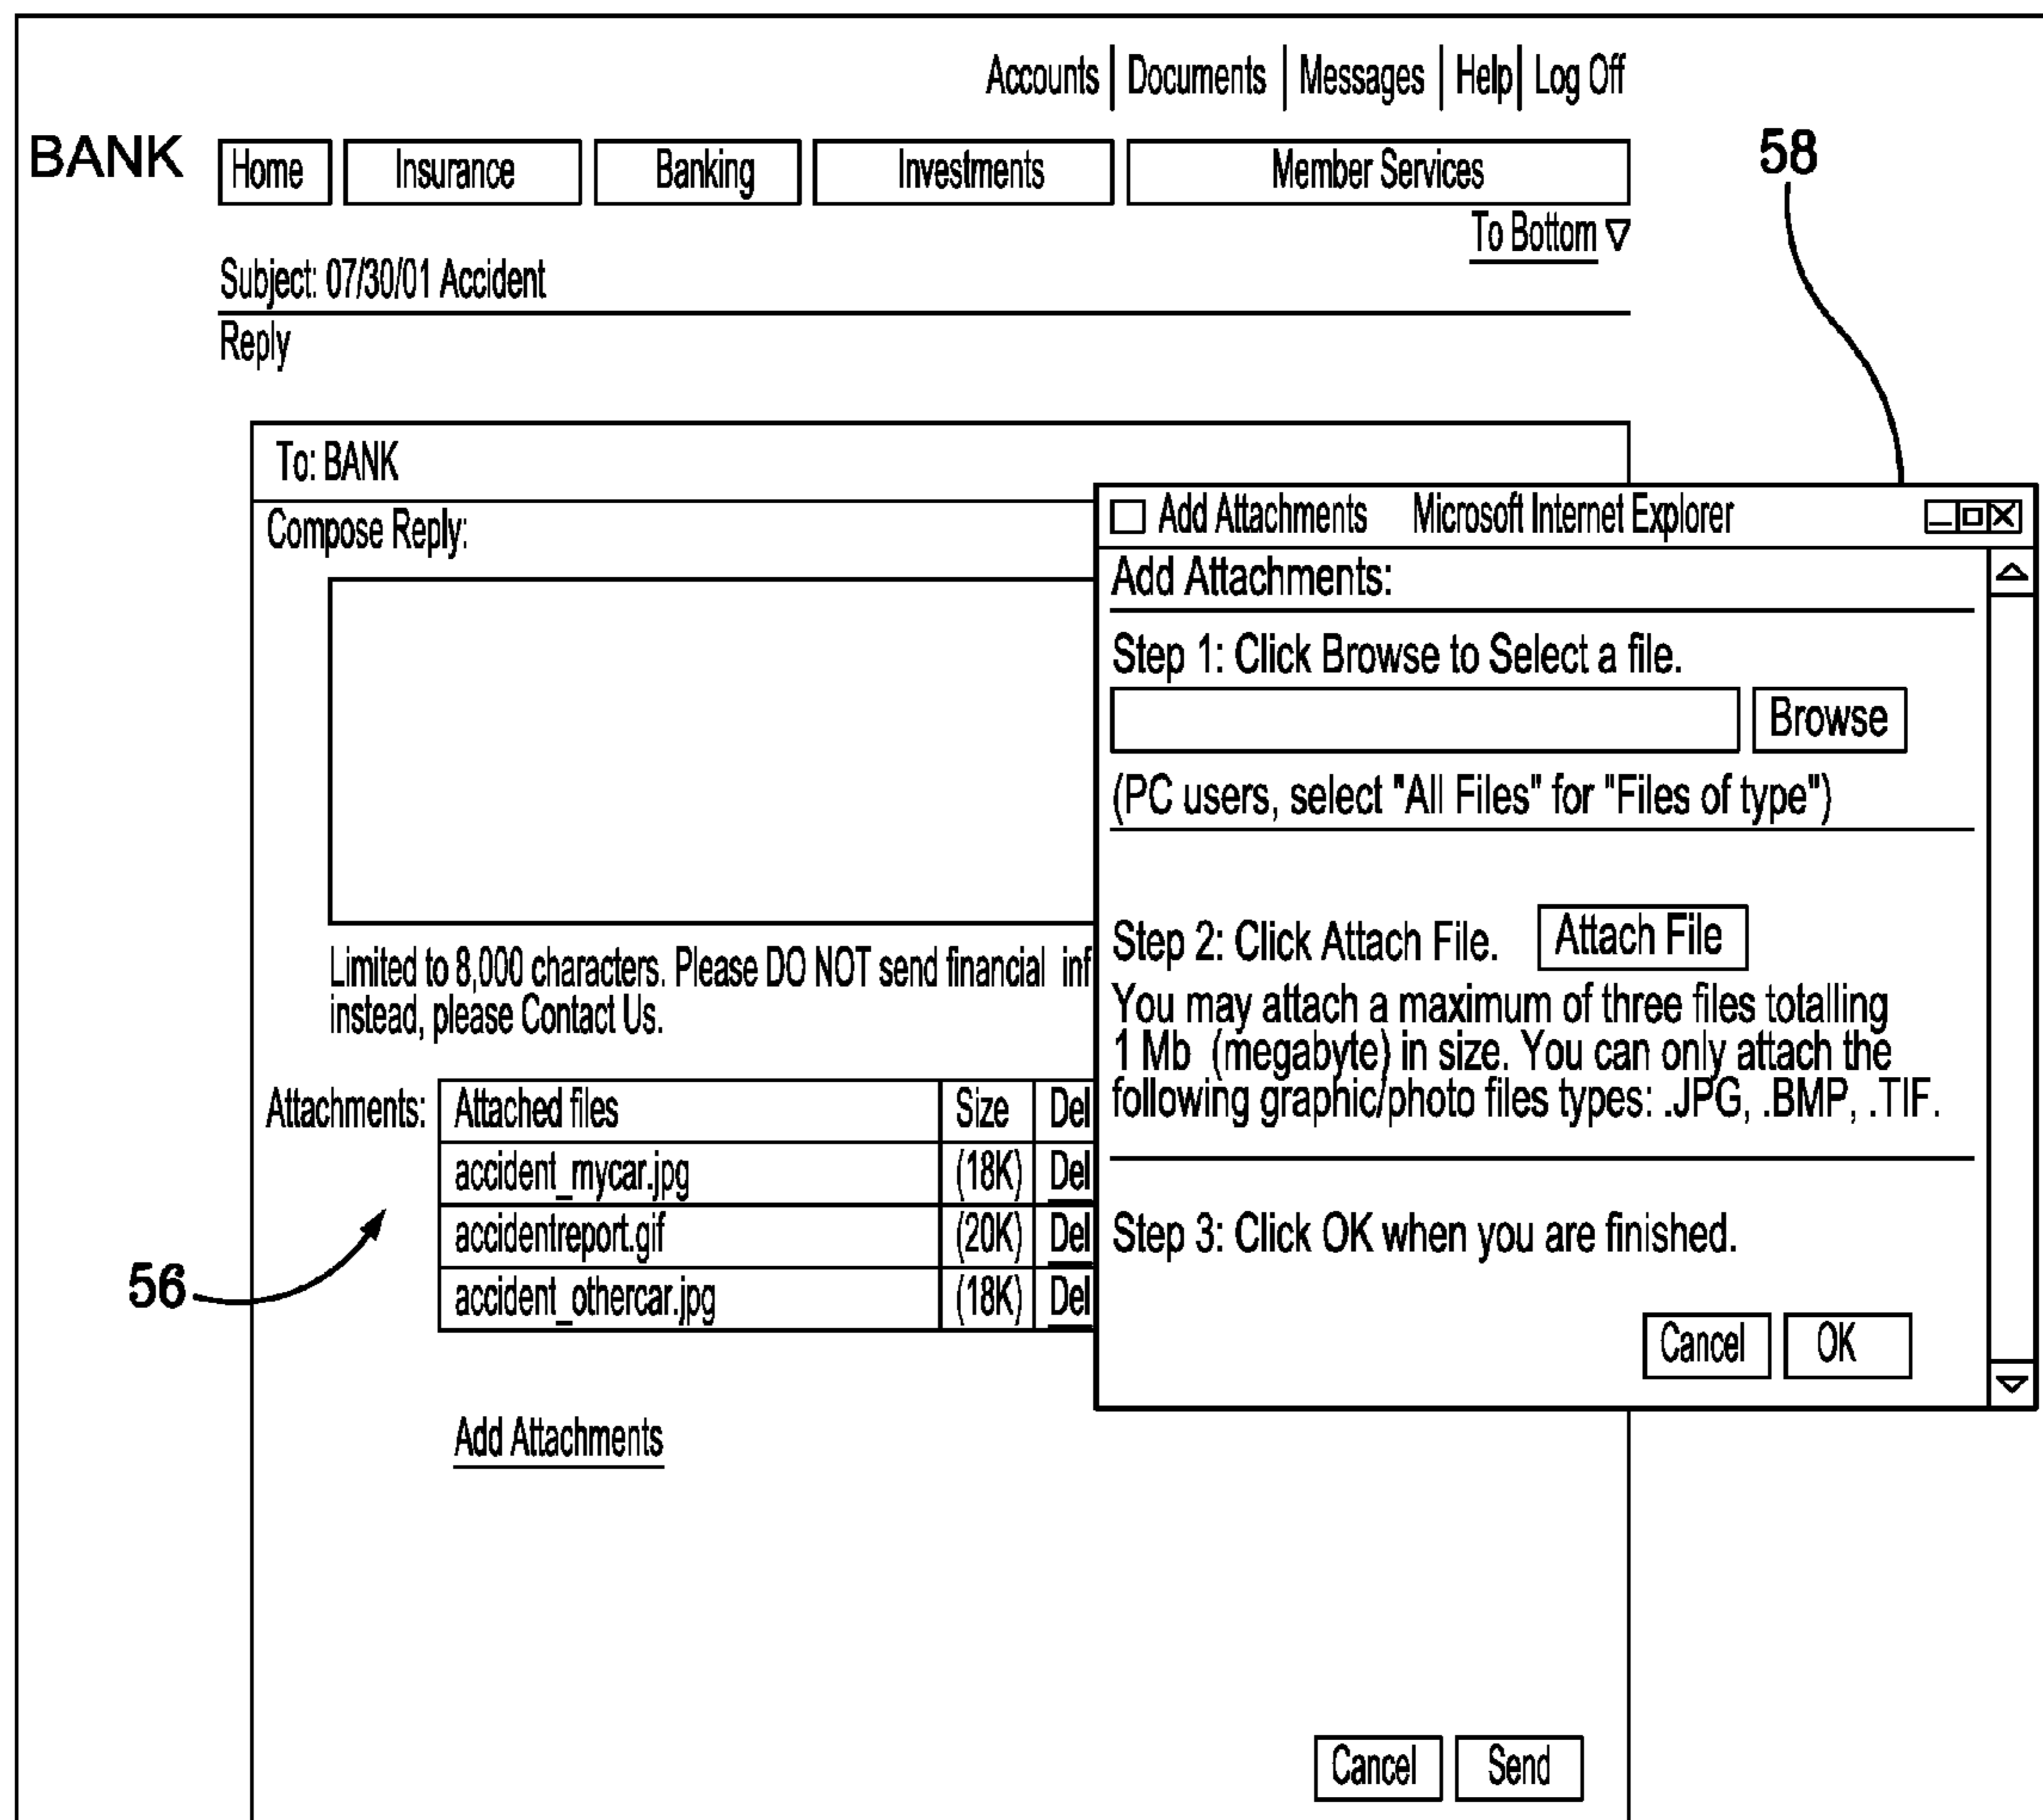 Accounts | Documents | Messages | Help | Log Off
BANK Home Insurance Banking Investments Member Services
58
To Bottom
Subject: 07/30/01 Accident
Reply
To: BANK
Compose Reply:
Limited to 8,000 characters. Please DO NOT send financial inf
instead, please Contact Us.
Attachments: Attached files Size Del
accident_mycar.jpg (18K) Del
accidentreport.gif (20K) Del
accident_othercar.jpg (18K) Del
56
Add Attachments
Cancel Send
Add Attachments Microsoft Internet Explorer
Add Attachments:
Step 1: Click Browse to Select a file.
Browse
(PC users, select "All Files" for "Files of type")
Step 2: Click Attach File. Attach File
You may attach a maximum of three files totalling
1 Mb (megabyte) in size. You can only attach the
following graphic/photo files types: .JPG, .BMP, .TIF.
Step 3: Click OK when you are finished.
Cancel OK